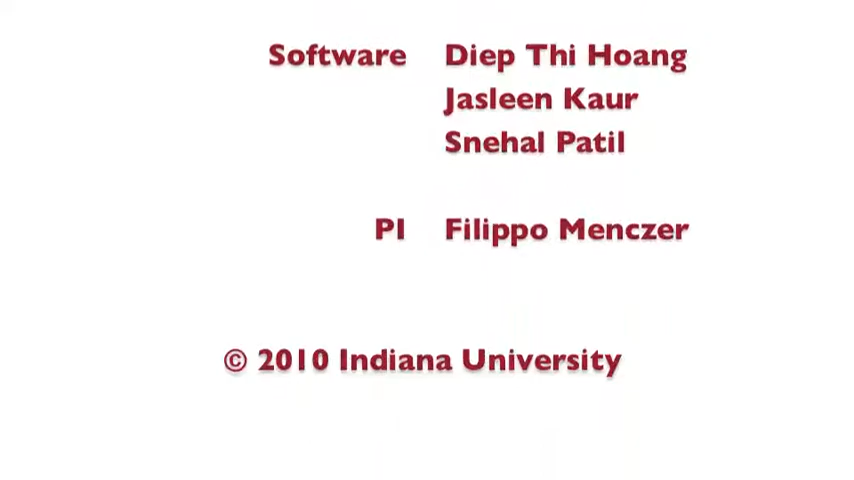 Software Diep Thi Hoang
Jasleen Kaur
Snehal Patil
PI Filippo Menczer
© 2010 Indiana University